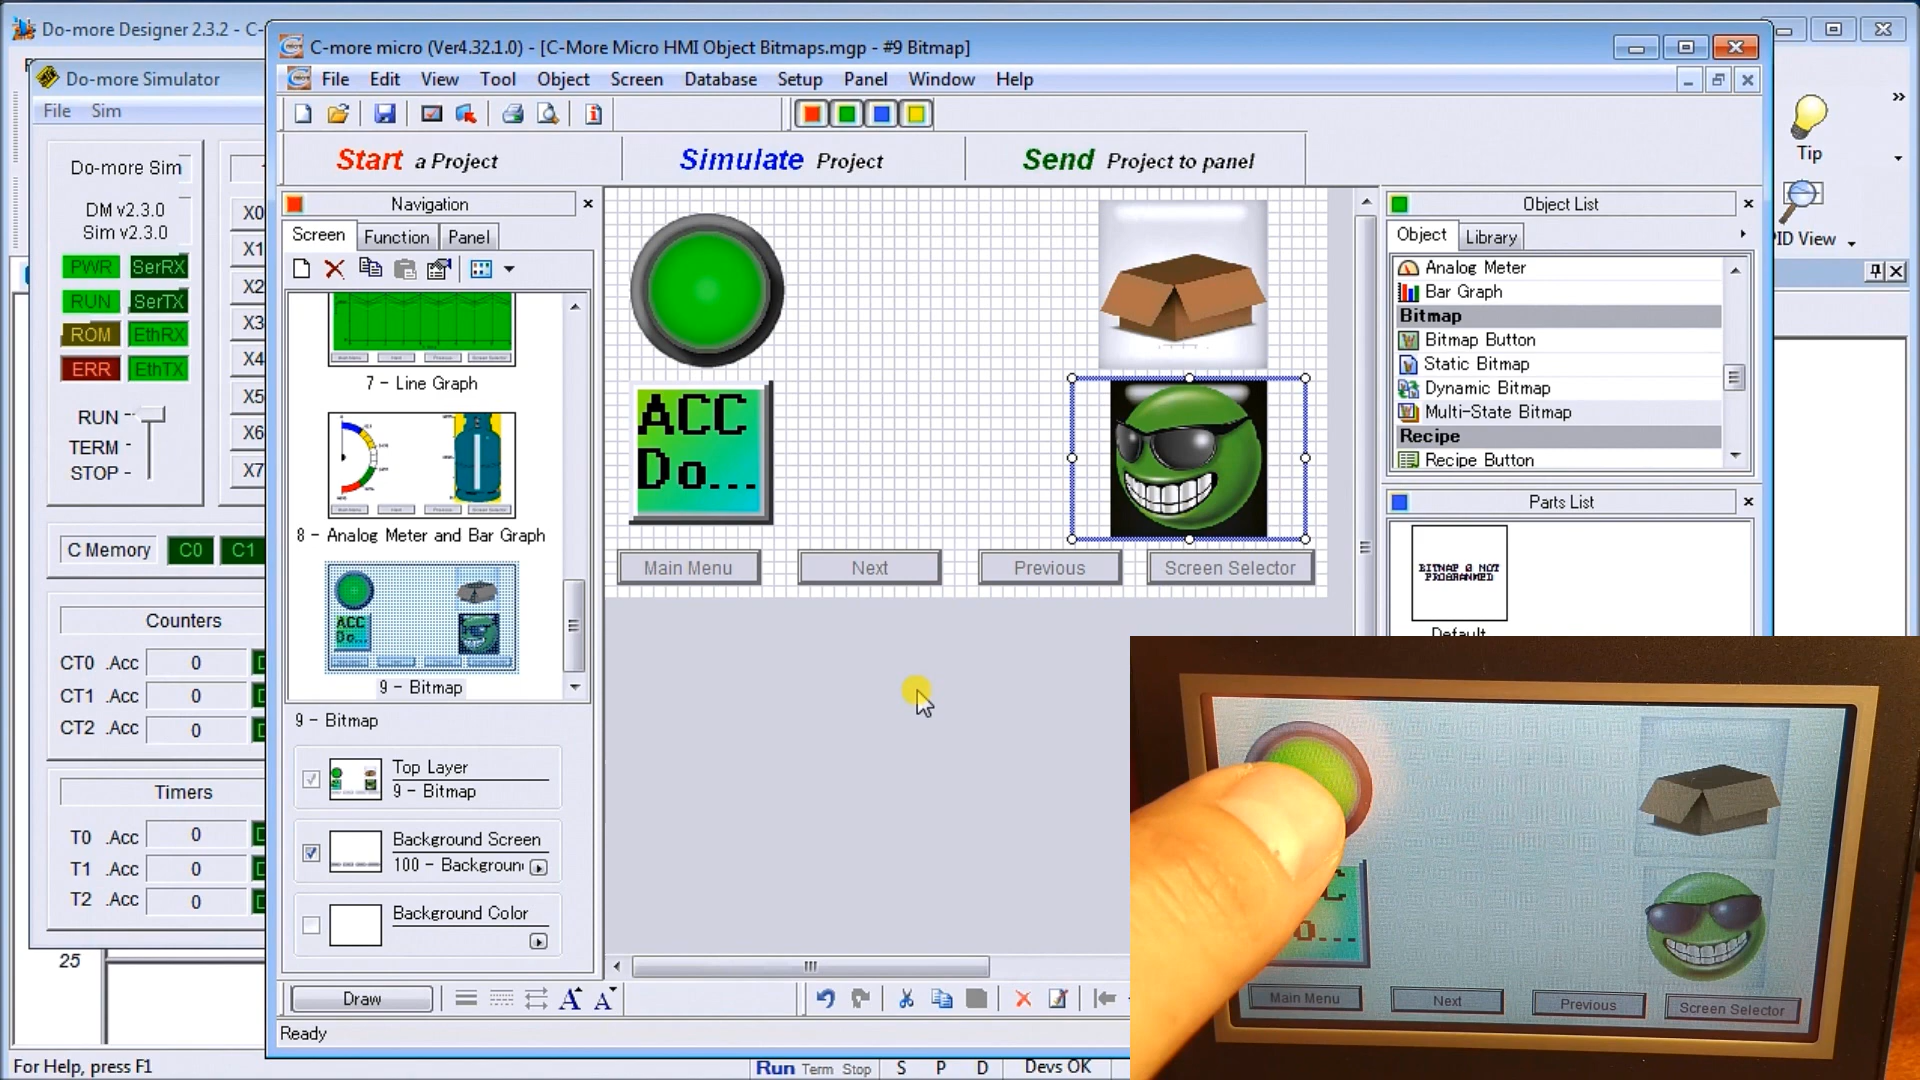 Do-more Designer 2.3.2 - C-
C-more micro (Ver4.32.1.0) - [C-More Micro HMI Object Bitmaps.mgp - #9 Bitmap]
Do-more Simulator
File Sim
File Edit View Tool Object Screen Database Setup Panel Window Help
Start a Project
Simulate Project
Send Project to panel
Tip
PID View
Do-more Sim
DM v2.3.0
Sim v2.3.0
PWR SerRX
RUN SerTX
ROM EthRX
ERR EthTX
RUN
TERM
STOP
X0
X1
X2
X3
X4
X5
X6
X7
C Memory C0 C1
Counters
CT0 .Acc 0
CT1 .Acc 0
CT2 .Acc 0
Timers
T0 .Acc 0
T1 .Acc 0
T2 .Acc 0
25
For Help, press F1
Navigation
Screen Function Panel
7 - Line Graph
8 - Analog Meter and Bar Graph
ACC
Do...
9 - Bitmap
9 - Bitmap
Top Layer
9 - Bitmap
Background Screen
100 - Backgroun
Background Color
Draw
Ready
ACC
Do...
Main Menu Next Previous Screen Selector
Object List
Object Library
Analog Meter
Bar Graph
Bitmap
Bitmap Button
Static Bitmap
Dynamic Bitmap
Multi-State Bitmap
Recipe
Recipe Button
Parts List
BITMAP IS NOT
PROGRAMMED
Default
Main Menu Next Previous Screen Selector
Run Term Stop S P D Devs OK